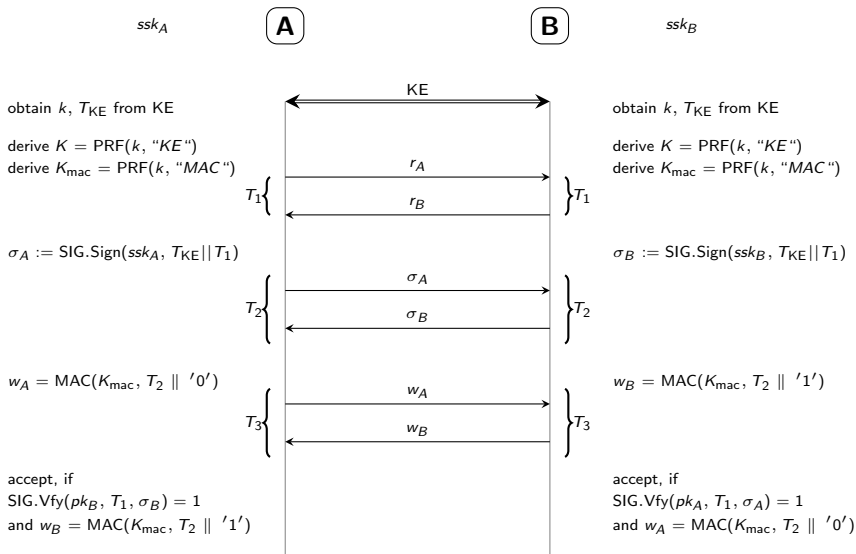 ssk_A A B ssk_B
KE
obtain k, T_KE from KE
obtain k, T_KE from KE
derive K = PRF(k, “KE“)
derive K_mac = PRF(k, “MAC“)
derive K = PRF(k, “KE“)
derive K_mac = PRF(k, “MAC“)
r_A
T_1
T_1
r_B
σ_A := SIG.Sign(ssk_A, T_KE||T_1)
σ_B := SIG.Sign(ssk_B, T_KE||T_1)
σ_A
T_2
T_2
σ_B
w_A = MAC(K_mac, T_2 ∥ '0')
w_B = MAC(K_mac, T_2 ∥ '1')
w_A
T_3
T_3
w_B
accept, if
SIG.Vfy(pk_B, T_1, σ_B) = 1
and w_B = MAC(K_mac, T_2 ∥ '1')
accept, if
SIG.Vfy(pk_A, T_1, σ_A) = 1
and w_A = MAC(K_mac, T_2 ∥ '0')